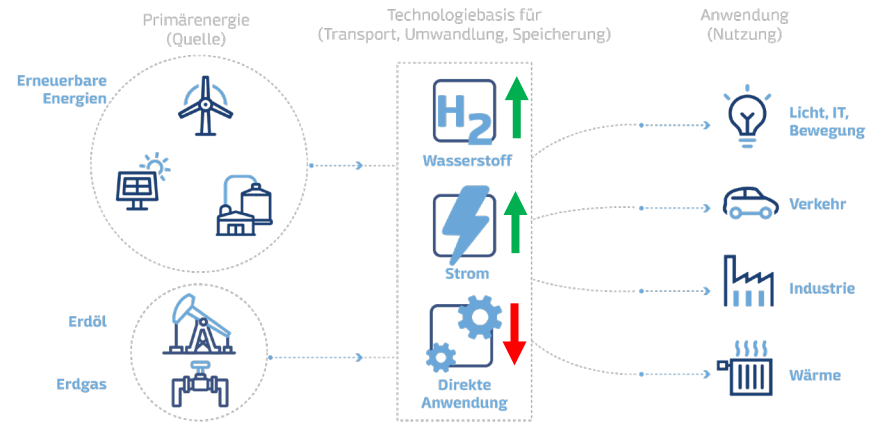 Primärenergie
(Quelle)
Technologiebasis für
(Transport, Umwandlung, Speicherung)
Anwendung
(Nutzung)
Erneuerbare
Energien
H2
Wasserstoff
Strom
Direkte
Anwendung
Erdöl
Erdgas
Licht, IT,
Bewegung
Verkehr
Industrie
Wärme